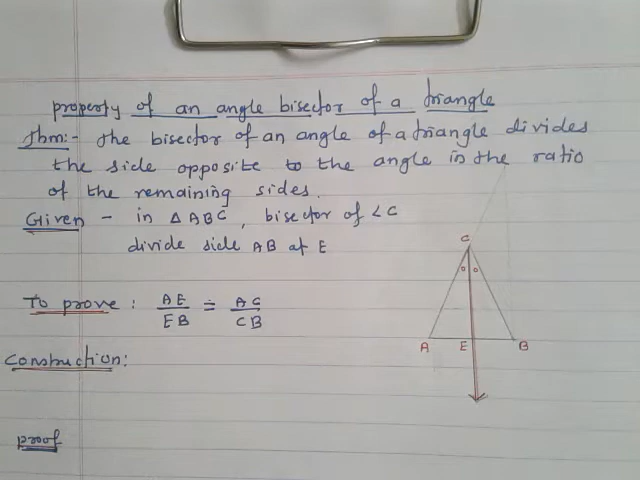 property of an angle bisector of a triangle
Thm:- the bisector of an angle of a triangle divides
the side opposite to the angle in the ratio
of the remaining sides.
Given - in △ABC, bisector of ∠C
divide side AB at E
To prove: AE/EB = AC/CB
Construction:
proof
C
A E B